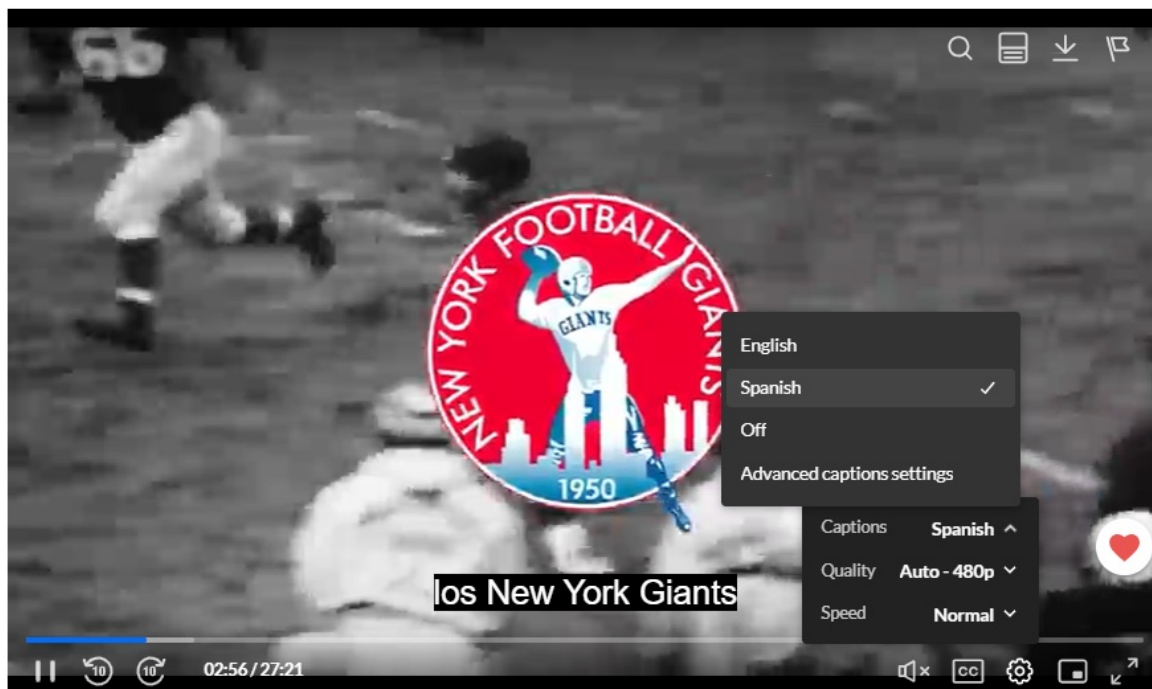 66
NEW YORK FOOTBALL GIANTS
GIANTS
1950
English
Spanish
Off
Advanced captions settings
Captions Spanish
Quality Auto - 480p
Speed Normal
los New York Giants
10 10 02:56 / 27:21
CC